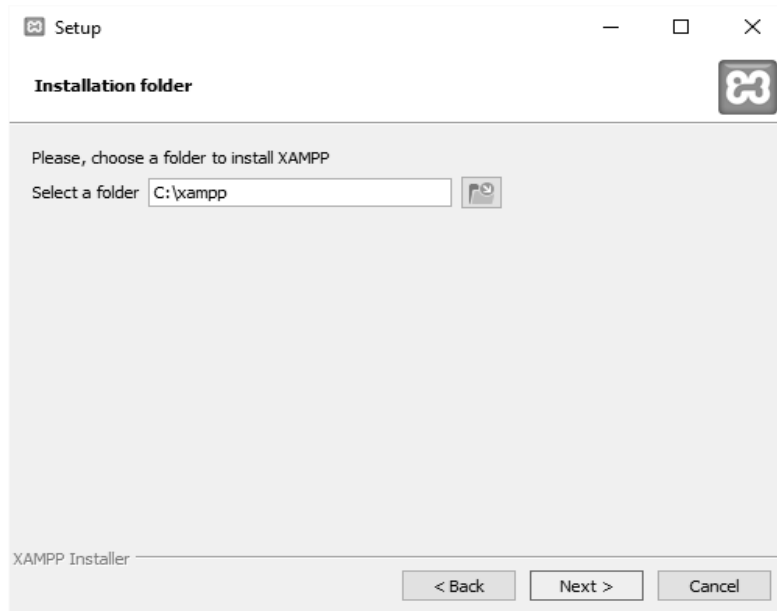 Setup
Installation folder
Please, choose a folder to install XAMPP
Select a folder C:\xampp
XAMPP Installer
< Back Next > Cancel